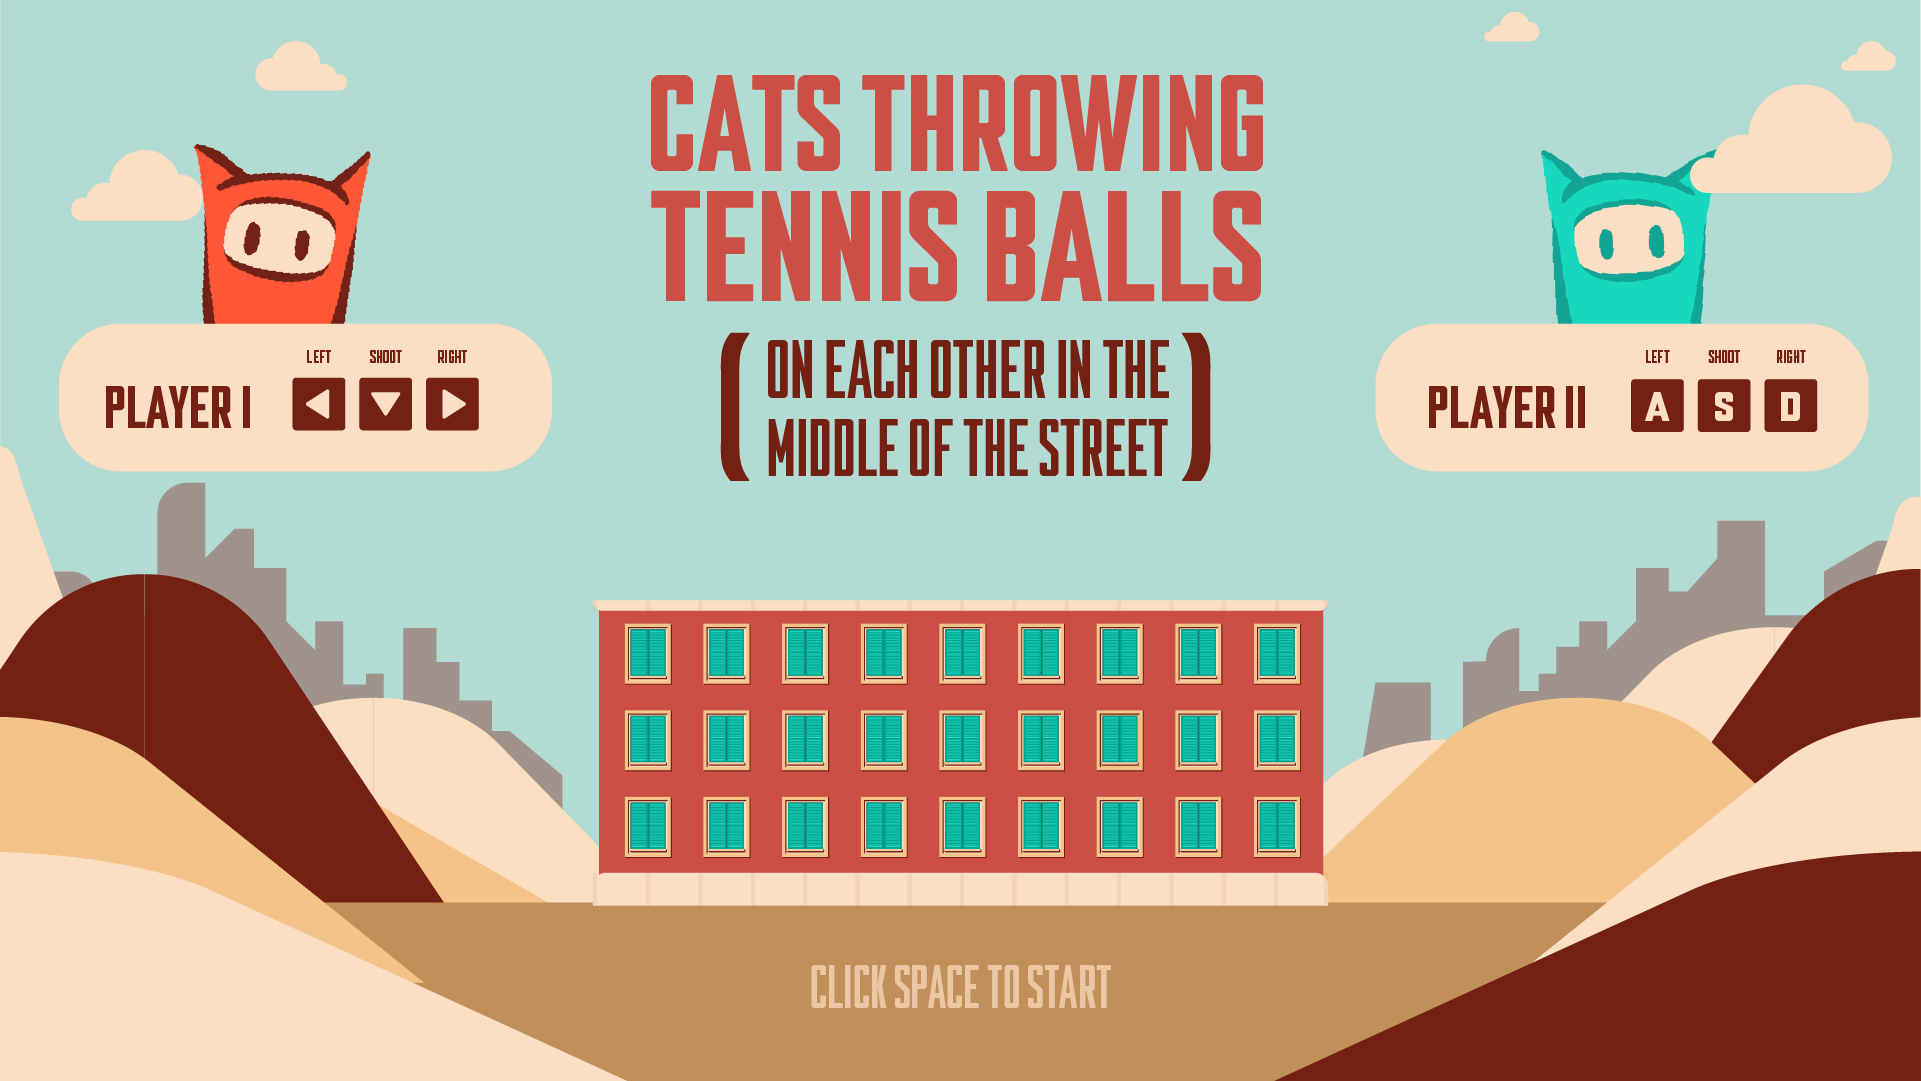 CATS THROWING
TENNIS BALLS
(ON EACH OTHER IN THE
MIDDLE OF THE STREET)
LEFT SHOOT RIGHT
PLAYER I
LEFT SHOOT RIGHT
PLAYER II A S D
CLICK SPACE TO START